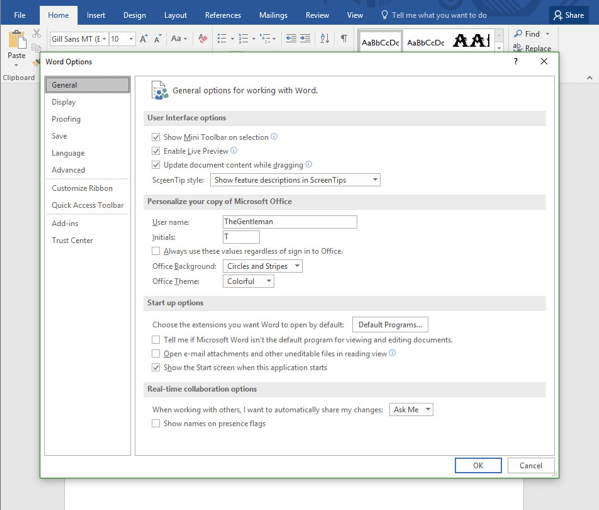 File Home Insert Design Layout References Mailings Review View Tell me what you want to do Share
Paste
Gill Sans MT (E 10 A A Aa
AaBbCcDc AaBbCcDc
Find
Replace
Clipboard
Word Options
General
Display
Proofing
Save
Language
Advanced
Customize Ribbon
Quick Access Toolbar
Add-ins
Trust Center
General options for working with Word.
User Interface options
Show Mini Toolbar on selection
Enable Live Preview
Update document content while dragging
ScreenTip style: Show feature descriptions in ScreenTips
Personalize your copy of Microsoft Office
User name: TheGentleman
Initials: T
Always use these values regardless of sign in to Office.
Office Background: Circles and Stripes
Office Theme: Colorful
Start up options
Choose the extensions you want Word to open by default: Default Programs...
Tell me if Microsoft Word isn't the default program for viewing and editing documents.
Open e-mail attachments and other uneditable files in reading view
Show the Start screen when this application starts
Real-time collaboration options
When working with others, I want to automatically share my changes: Ask Me
Show names on presence flags
OK Cancel